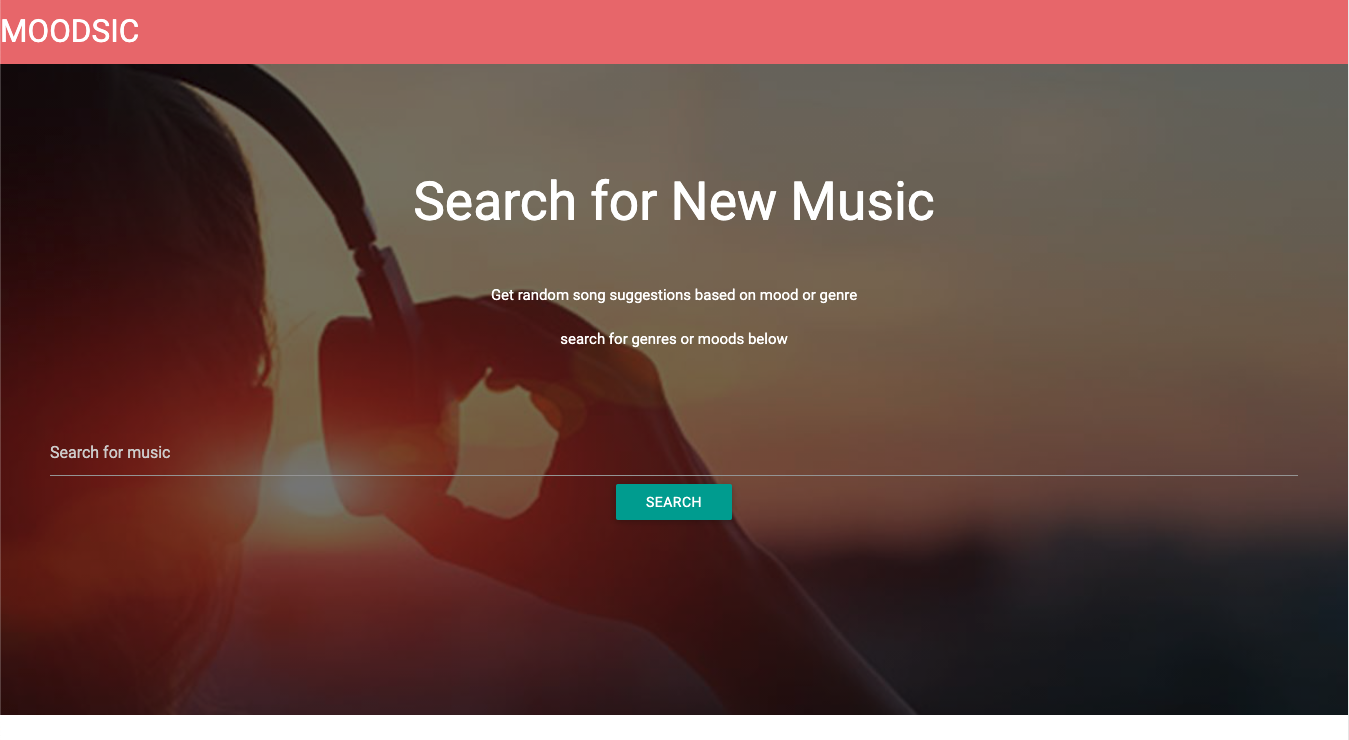 MOODSIC
Search for New Music
Get random song suggestions based on mood or genre
search for genres or moods below
Search for music
SEARCH